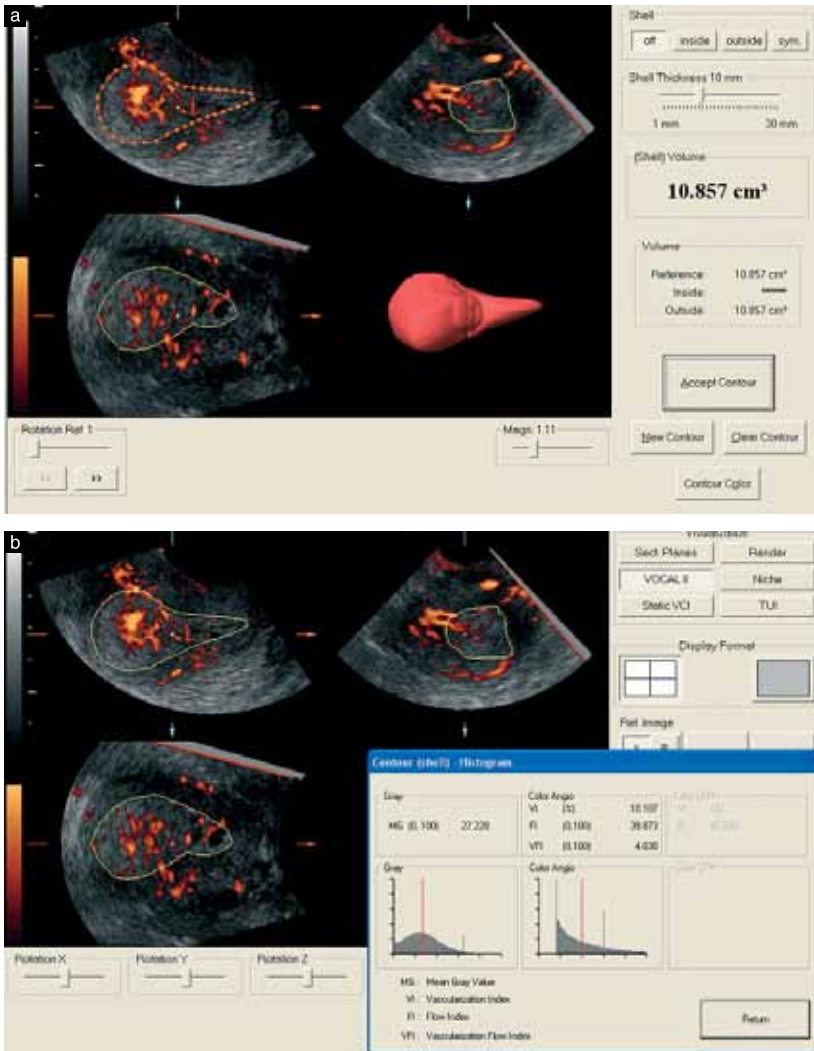 a
Shell
off inside outside sym.
Shell Thickness 10 mm
1 mm 30 mm
(Shell) Volume
10.857 cm³
Volume
Reference: 10.857 cm³
Inside:
Outside: 10.857 cm³
Accept Contour
New Contour Clear Contour
Contour Color
Rotation Ref. 1
Magn. 1.11
b
Visualization
Sect Planes Render
VOCAL II Niche
Static VCI TUI
Display Format
Ref. Image
A B
Contour (shell) - Histogram
Gray
MG (0..100) 27.228
Color Angio
VI [%] 10.107
FI (0..100) 39.873
VFI (0..100) 4.030
Gray
Color Angio
Rotation X Rotation Y Rotation Z
MG : Mean Gray Value
VI : Vascularization Index
FI : Flow Index
VFI : Vascularization Flow Index
Return